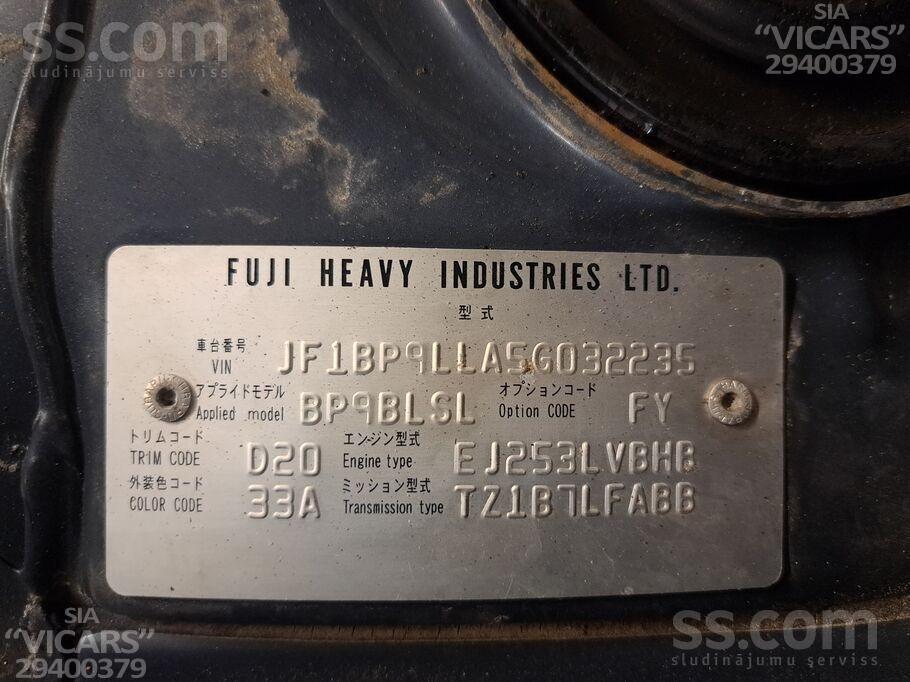 ss.com
sludinājumu serviss
SIA
“VICARS”
29400379
FUJI HEAVY INDUSTRIES LTD.
型式
車台番号
VIN JF1BP9LLA5G032235
アプライドモデル オプションコード
Applied model BP9BLSL Option CODE FY
トリムコード エンジン型式
TRIM CODE D20 Engine type EJ253LVBHB
外装色コード ミッション型式
COLOR CODE 33A Transmission type TZ1B7LFABB
SIA
“VICARS”
29400379
ss.com
sludinājumu serviss